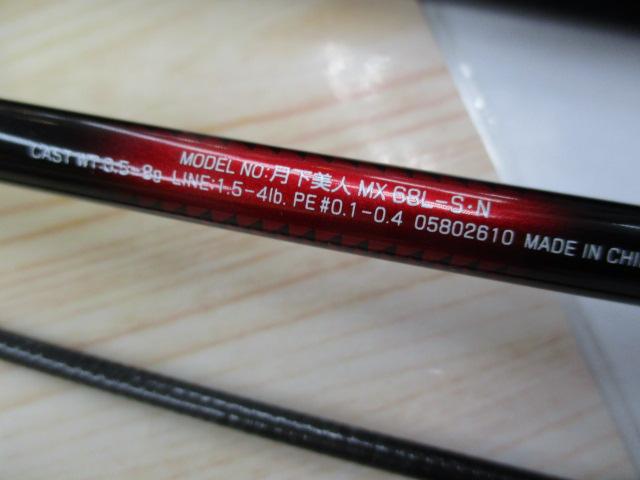 MODEL NO:月下美人 MX 68L-S・N
CAST WT 3.5-8g LINE:1.5-4lb. PE #0.1-0.4 05802610 MADE IN CHI